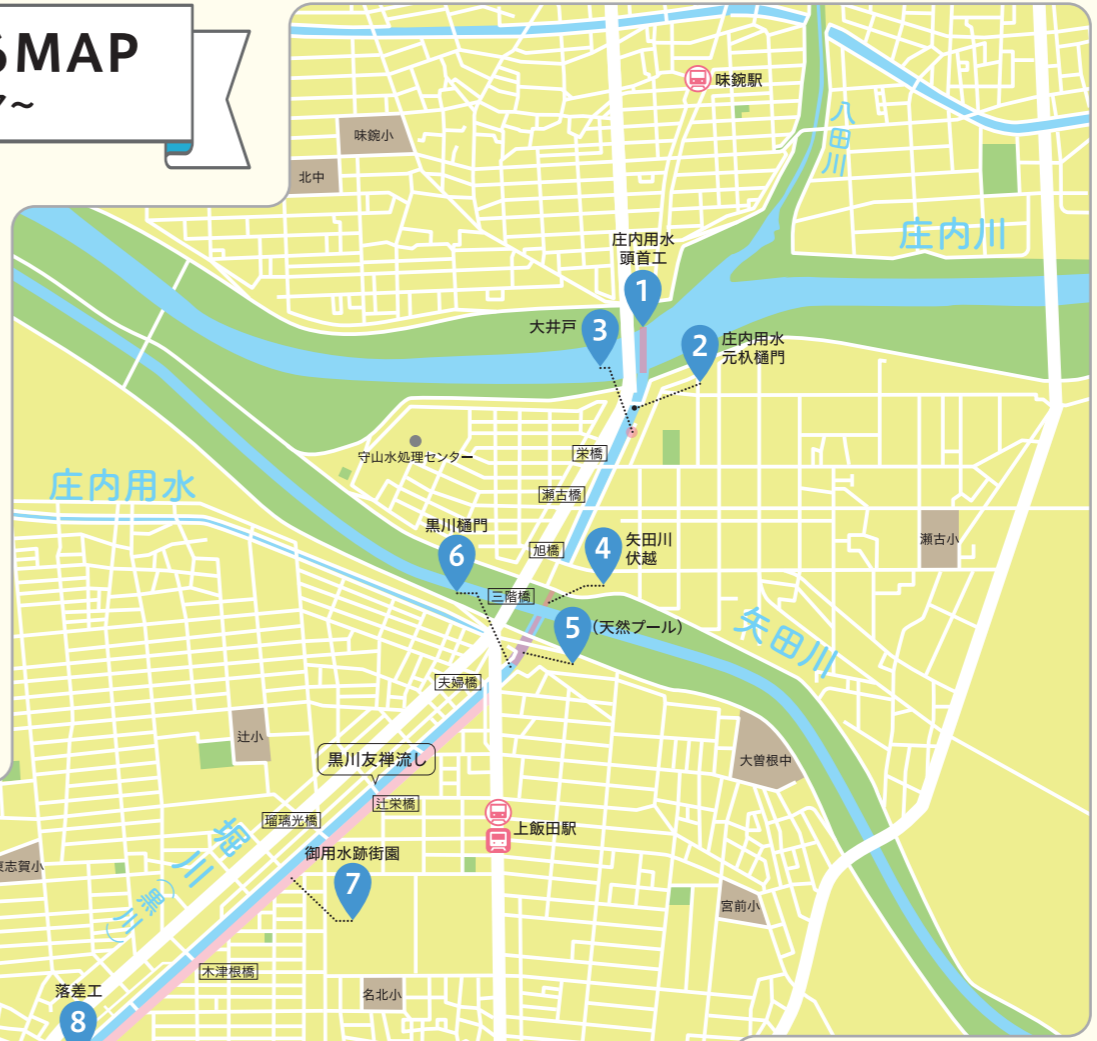 MAP
～
味鋺駅
味鋺小
北中
八田川
庄内川
庄内用水
頭首工
1
大井戸
3
2
庄内用水
元杁樋門
守山水処理センター
栄橋
庄内用水
瀬古橋
黒川樋門
6
旭橋
4
矢田川
伏越
瀬古小
三階橋
5
(天然プール)
矢田川
夫婦橋
辻小
黒川友禅流し
大曽根中
辻栄橋
瑠璃光橋
上飯田駅
堀川
(黒川)
御用水跡街園
7
志賀小
宮前小
木津根橋
落差工
8
名北小